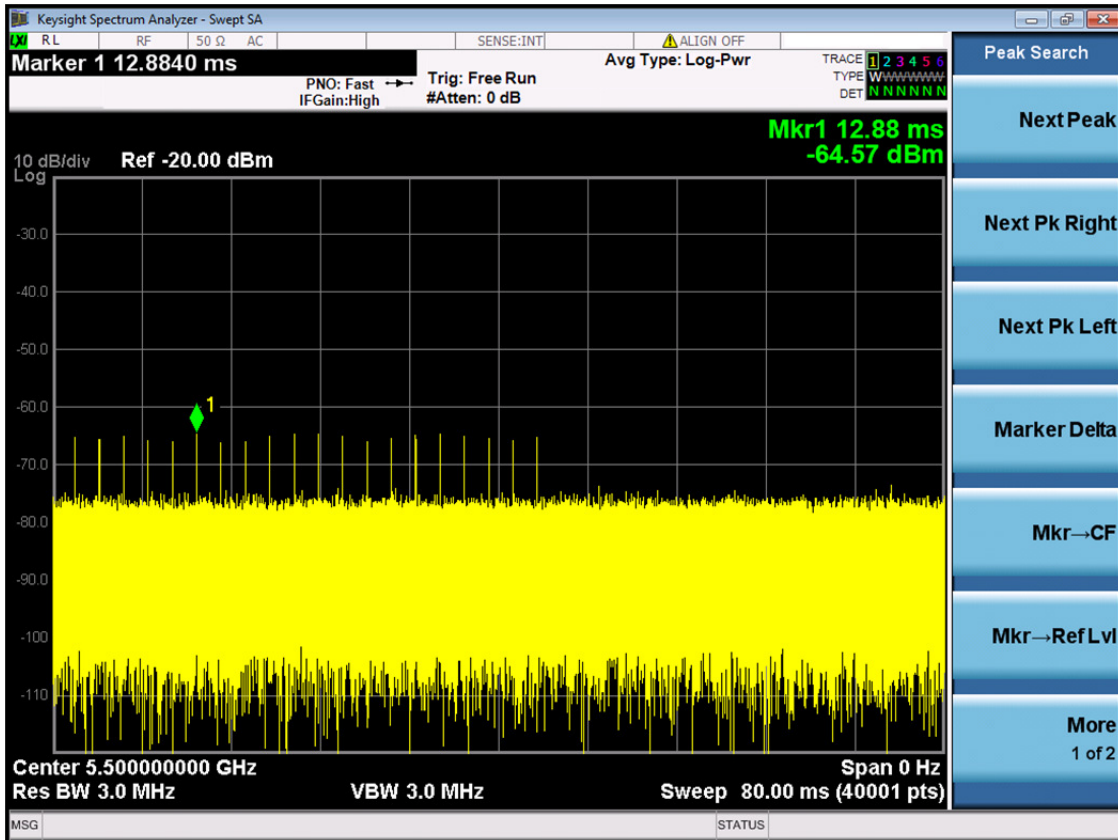 Keysight Spectrum Analyzer - Swept SA
LXI RL RF 50 Ω AC SENSE:INT ALIGN OFF
Marker 1 12.8840 ms
PNO: Fast
IFGain:High
Trig: Free Run
#Atten: 0 dB
Avg Type: Log-Pwr
TRACE 1 2 3 4 5 6
TYPE WWWWWW
DET N N N N N N
Mkr1 12.88 ms
-64.57 dBm
10 dB/div Ref -20.00 dBm
Log
-30.0
-40.0
-50.0
-60.0
1
-70.0
-80.0
-90.0
-100
-110
Center 5.500000000 GHz Span 0 Hz
Res BW 3.0 MHz VBW 3.0 MHz Sweep 80.00 ms (40001 pts)
MSG STATUS
Peak Search
Next Peak
Next Pk Right
Next Pk Left
Marker Delta
Mkr→CF
Mkr→Ref Lvl
More
1 of 2